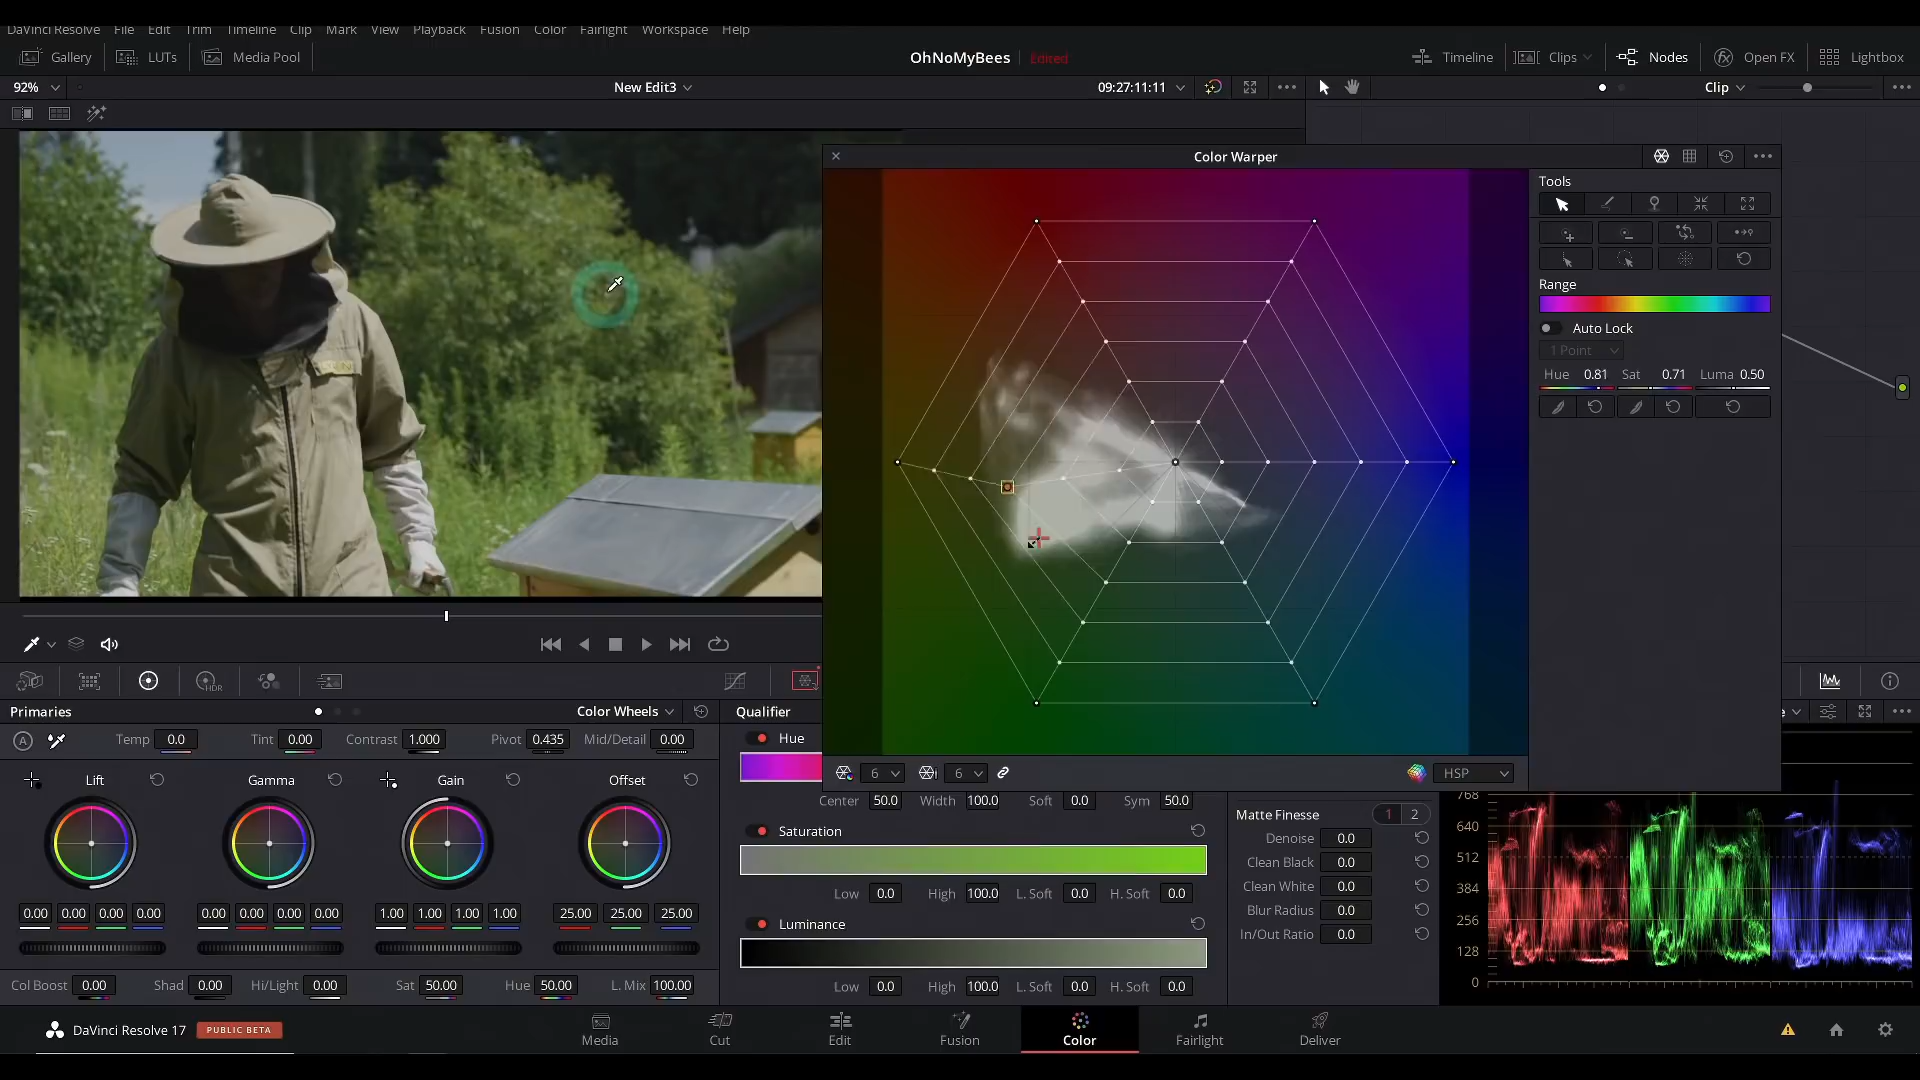 DaVinci Resolve File Edit Trim Timeline Clip Mark View Playback Fusion Color Fairlight Workspace Help
Gallery LUTs Media Pool OhNoMyBees Edited Timeline Clips Nodes Open FX Lightbox
92% New Edit3 09:27:11:11 Clip
Color Warper
Tools
Range
Auto Lock
1 Point
Hue 0.81 Sat 0.71 Luma 0.50
6 6 HSP
Primaries Color Wheels Qualifier
Temp 0.0 Tint 0.00 Contrast 1.000 Pivot 0.435 Mid/Detail 0.00 Hue
Lift Gamma Gain Offset
0.00 0.00 0.00 0.00 0.00 0.00 0.00 0.00 1.00 1.00 1.00 1.00 25.00 25.00 25.00
Col Boost 0.00 Shad 0.00 Hi/Light 0.00 Sat 50.00 Hue 50.00 L. Mix 100.00
Center 50.0 Width 100.0 Soft 0.0 Sym 50.0
Saturation
Low 0.0 High 100.0 L. Soft 0.0 H. Soft 0.0
Luminance
Low 0.0 High 100.0 L. Soft 0.0 H. Soft 0.0
Matte Finesse 1 2
Denoise 0.0
Clean Black 0.0
Clean White 0.0
Blur Radius 0.0
In/Out Ratio 0.0
768
640
512
384
256
128
0
DaVinci Resolve 17 PUBLIC BETA
Media Cut Edit Fusion Color Fairlight Deliver